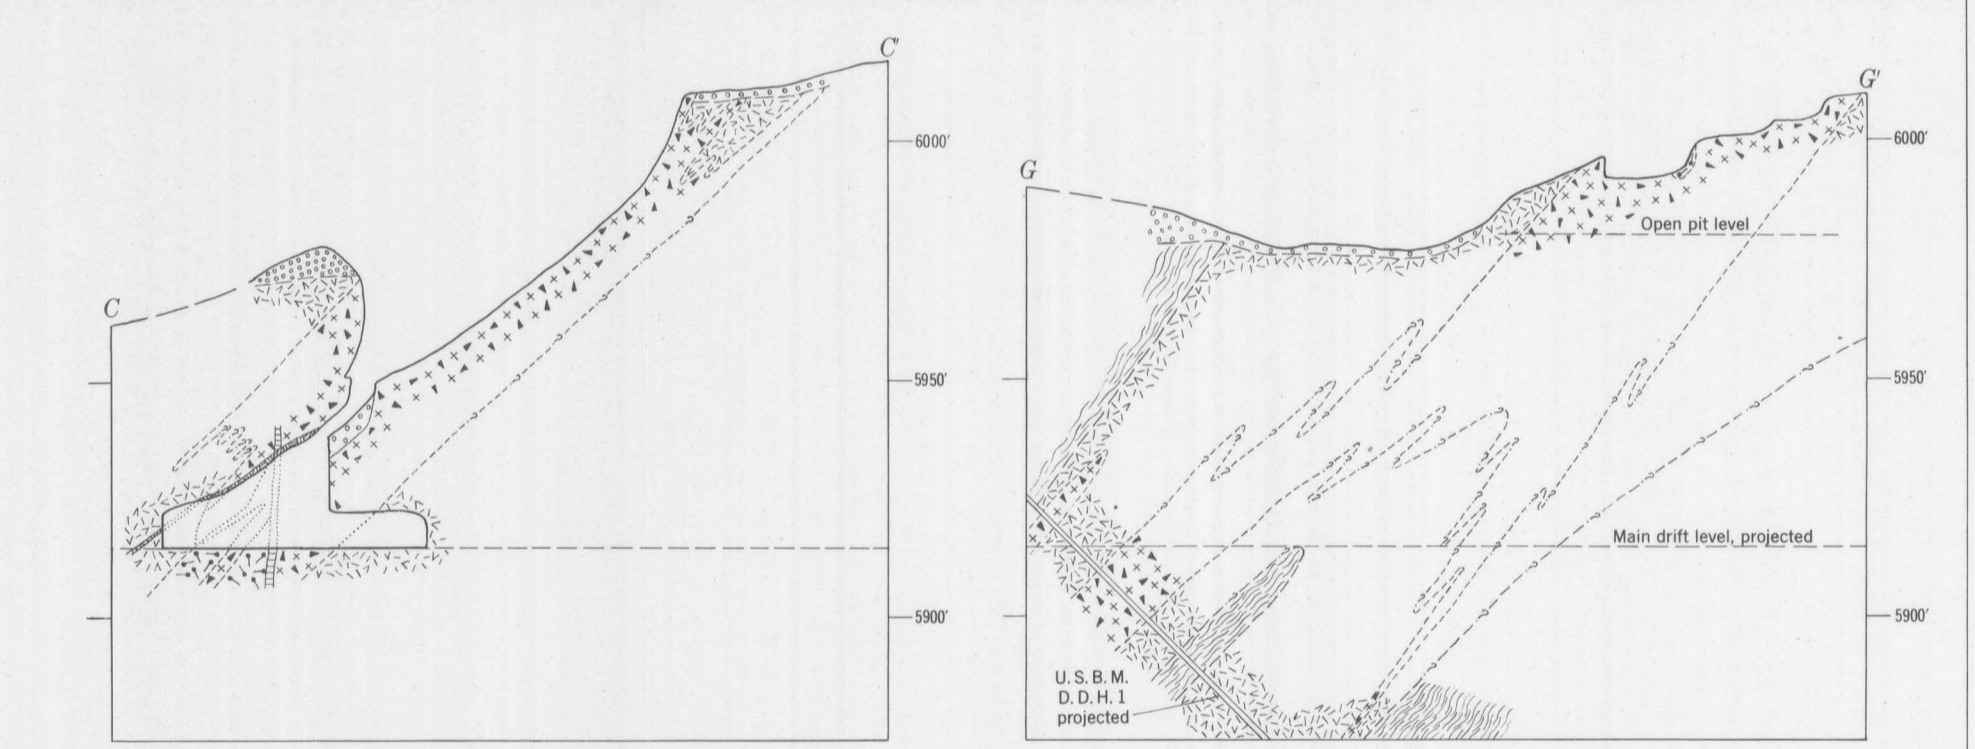 C
C'
6000'
5950'
5900'
G
G'
6000'
Open pit level
5950'
Main drift level, projected
5900'
U. S. B. M.
D. D. H. 1
projected